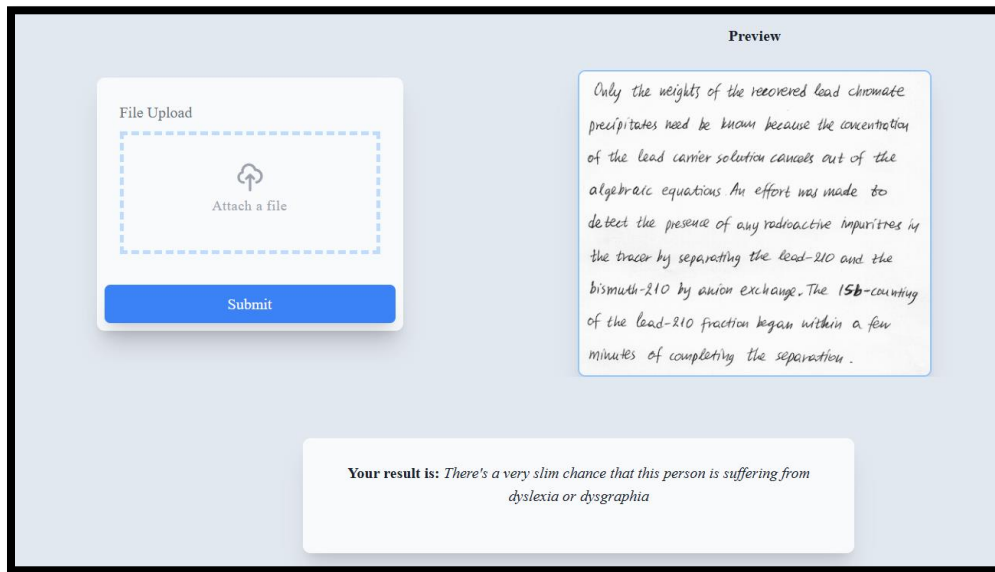 Preview
File Upload
Attach a file
Submit
Only the weights of the recovered lead chromate
precipitates need be known because the concentration
of the lead carrier solution cancels out of the
algebraic equations. An effort was made to
detect the presence of any radioactive impurities in
the tracer by separating the lead-210 and the
bismuth-210 by anion exchange. The 15b-counting
of the lead-210 fraction began within a few
minutes of completing the separation.
Your result is: There's a very slim chance that this person is suffering from
dyslexia or dysgraphia